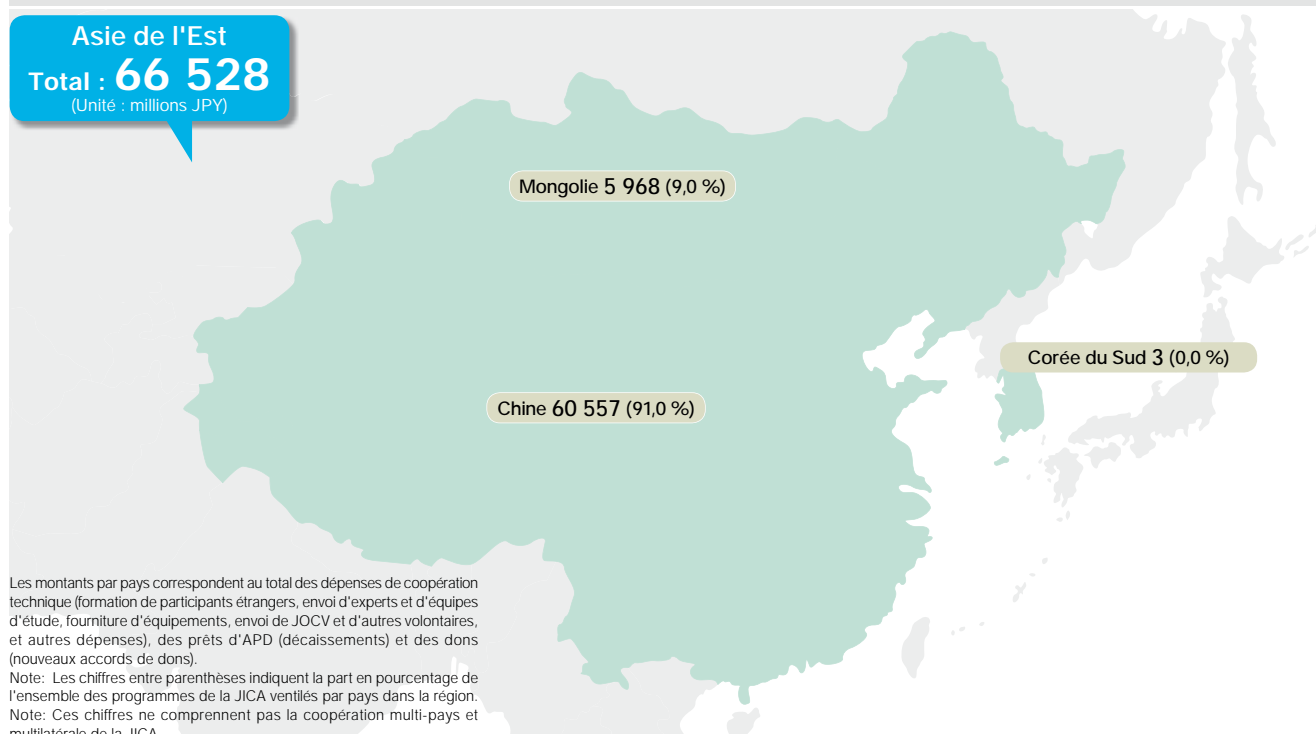 Asie de l'Est
Total : 66 528
(Unité : millions JPY)
Mongolie 5 968 (9,0 %)
Corée du Sud 3 (0,0 %)
Chine 60 557 (91,0 %)
Les montants par pays correspondent au total des dépenses de coopération
technique (formation de participants étrangers, envoi d'experts et d'équipes
d'étude, fourniture d'équipements, envoi de JOCV et d'autres volontaires,
et autres dépenses), des prêts d'APD (décaissements) et des dons
(nouveaux accords de dons).
Note: Les chiffres entre parenthèses indiquent la part en pourcentage de
l'ensemble des programmes de la JICA ventilés par pays dans la région.
Note: Ces chiffres ne comprennent pas la coopération multi-pays et
multilatérale de la JICA.